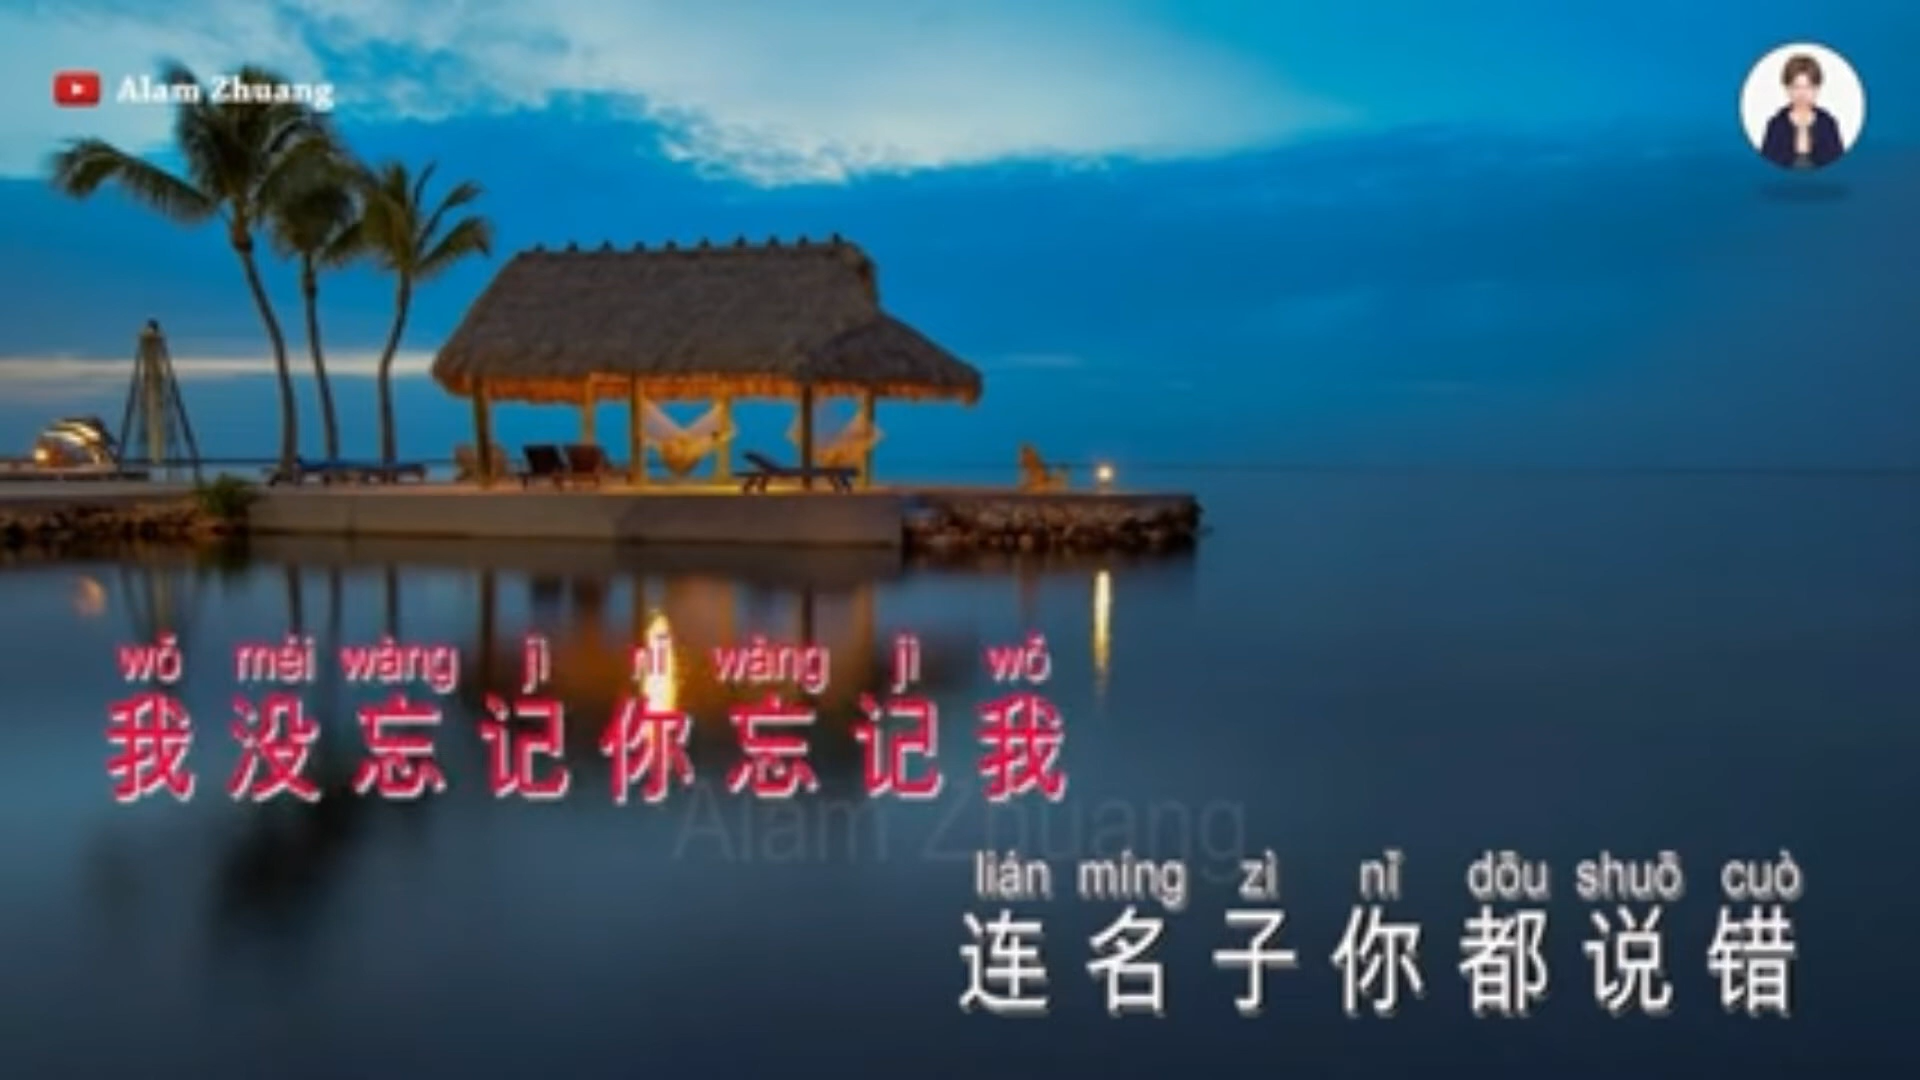 Alam Zhuang
wǒ méi wàng jì nǐ wàng jì wǒ
我没忘记你忘记我
Alam Zhuang
lián míng zì nǐ dōu shuō cuò
连名子你都说错